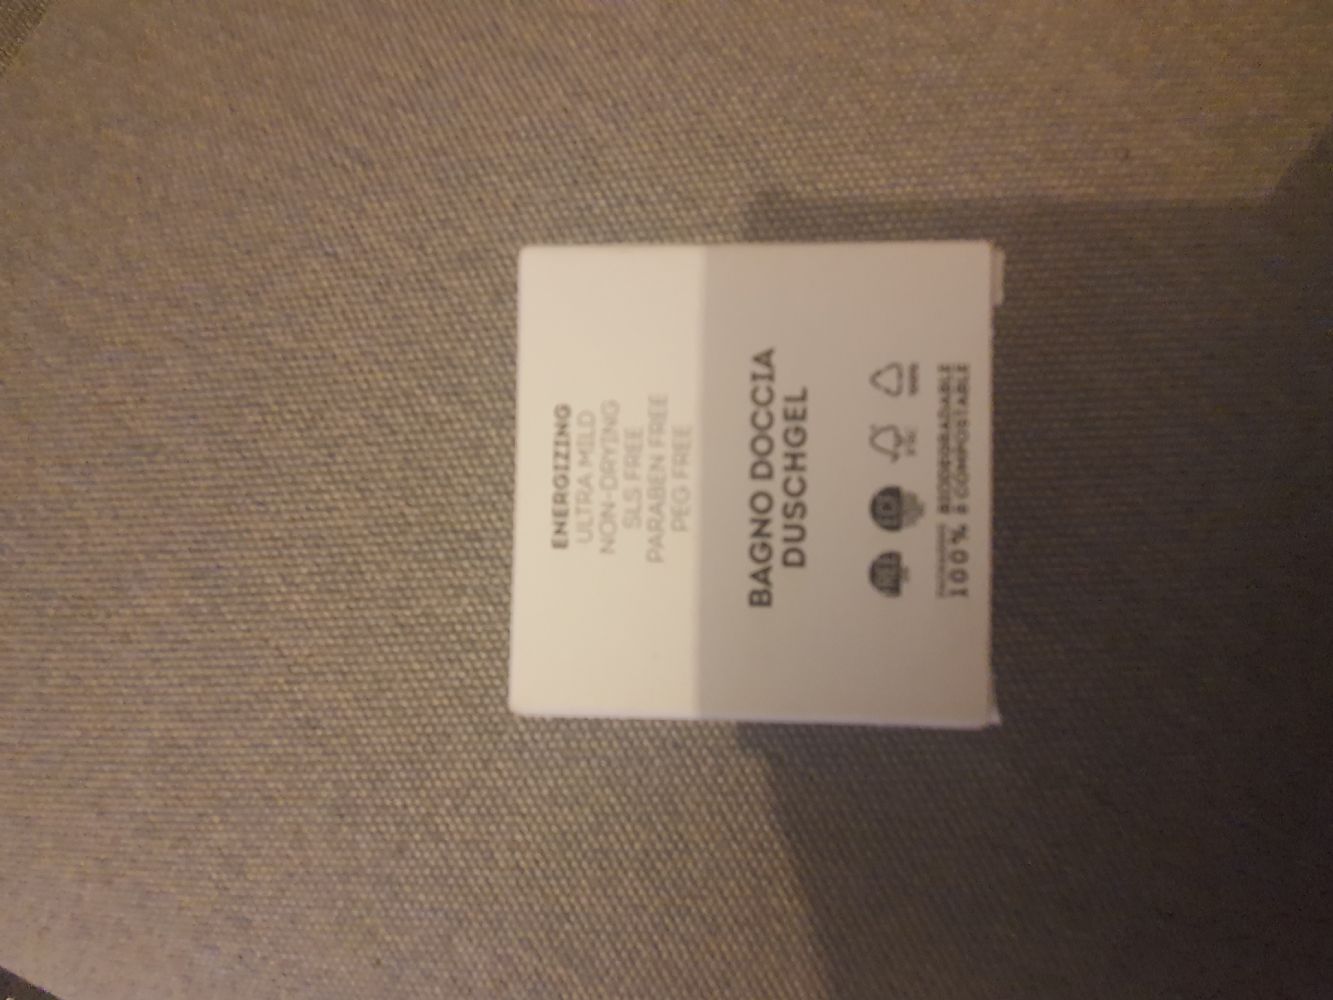 ENERGIZING
ULTRA MILD
NON-DRYING
SLS FREE
PARABEN FREE
PEG FREE
BAGNO DOCCIA
DUSCHGEL
100% BIODEGRADABLE
& COMPOSTABLE